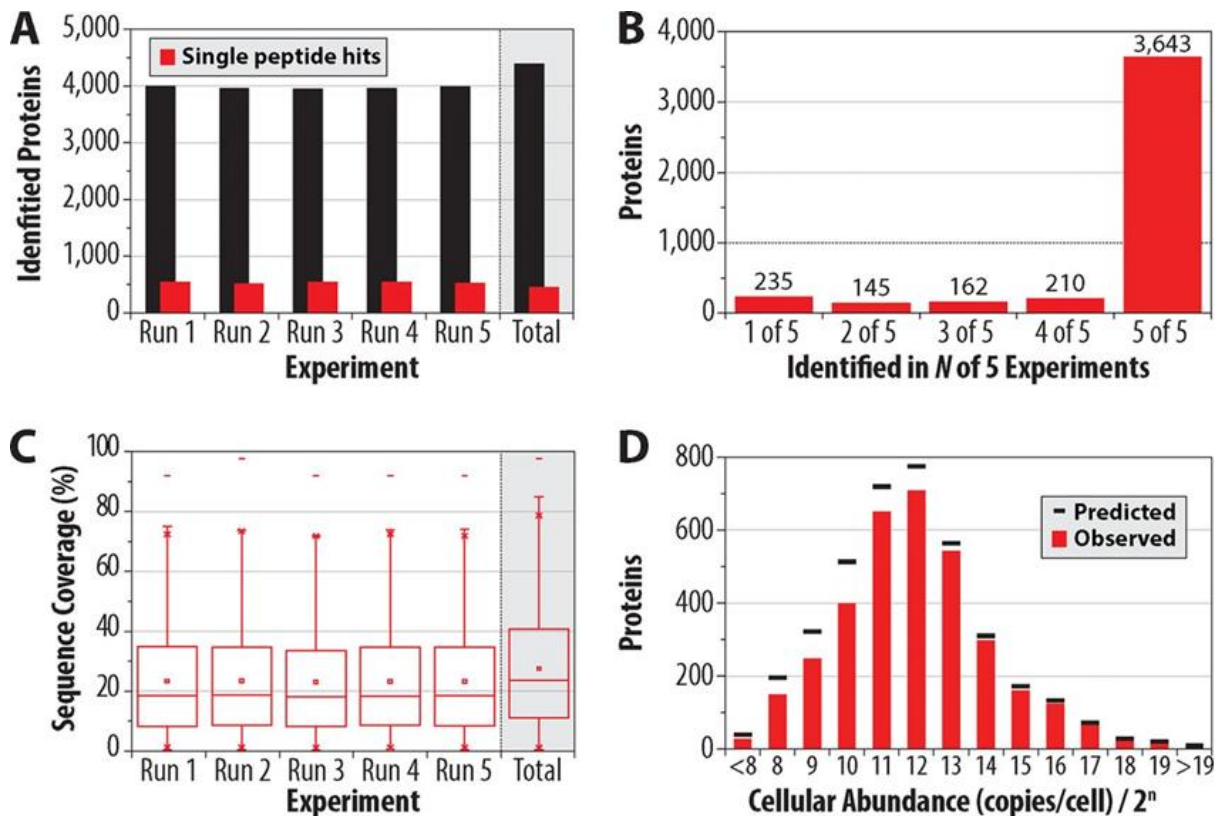 A
5,000
4,000
3,000
2,000
1,000
0
Idenfitied Proteins
Single peptide hits
Run 1 Run 2 Run 3 Run 4 Run 5 Total
Experiment
B
4,000
3,000
2,000
1,000
0
Proteins
235 145 162 210 3,643
1 of 5 2 of 5 3 of 5 4 of 5 5 of 5
Identified in N of 5 Experiments
C
100
80
60
40
20
0
Sequence Coverage (%)
Run 1 Run 2 Run 3 Run 4 Run 5 Total
Experiment
D
800
600
400
200
0
Proteins
Predicted
Observed
<8 8 9 10 11 12 13 14 15 16 17 18 19 >19
Cellular Abundance (copies/cell) / 2ⁿ